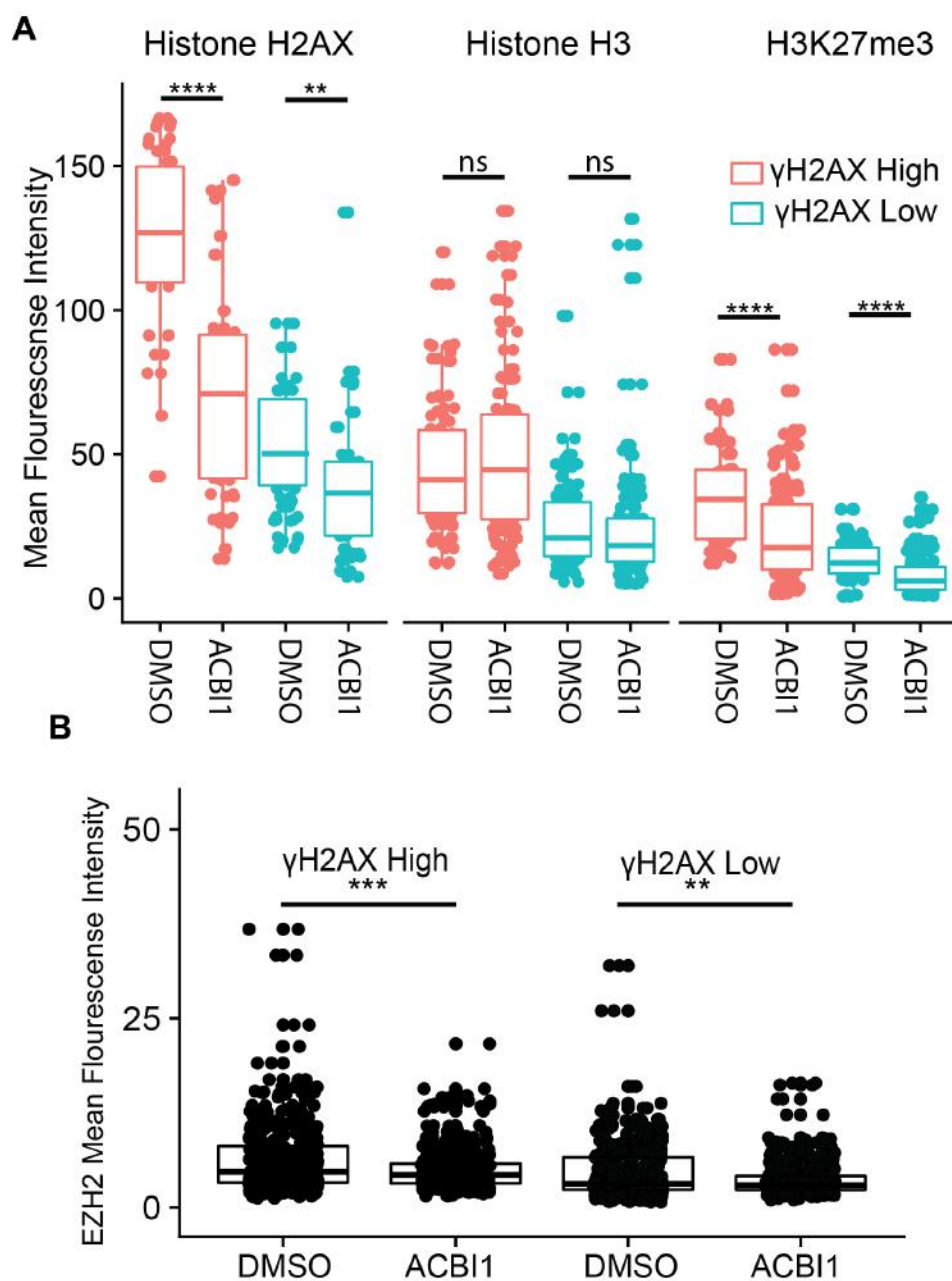 A
Histone H2AX
Histone H3
H3K27me3
Mean Flourescsnse Intensity
150
100
50
0
****
**
ns
ns
****
****
γH2AX High
γH2AX Low
DMSO
ACBI1
DMSO
ACBI1
DMSO
ACBI1
DMSO
ACBI1
DMSO
ACBI1
DMSO
ACBI1
B
EZH2 Mean Flourescense Intensity
50
25
0
γH2AX High
***
γH2AX Low
**
DMSO
ACBI1
DMSO
ACBI1